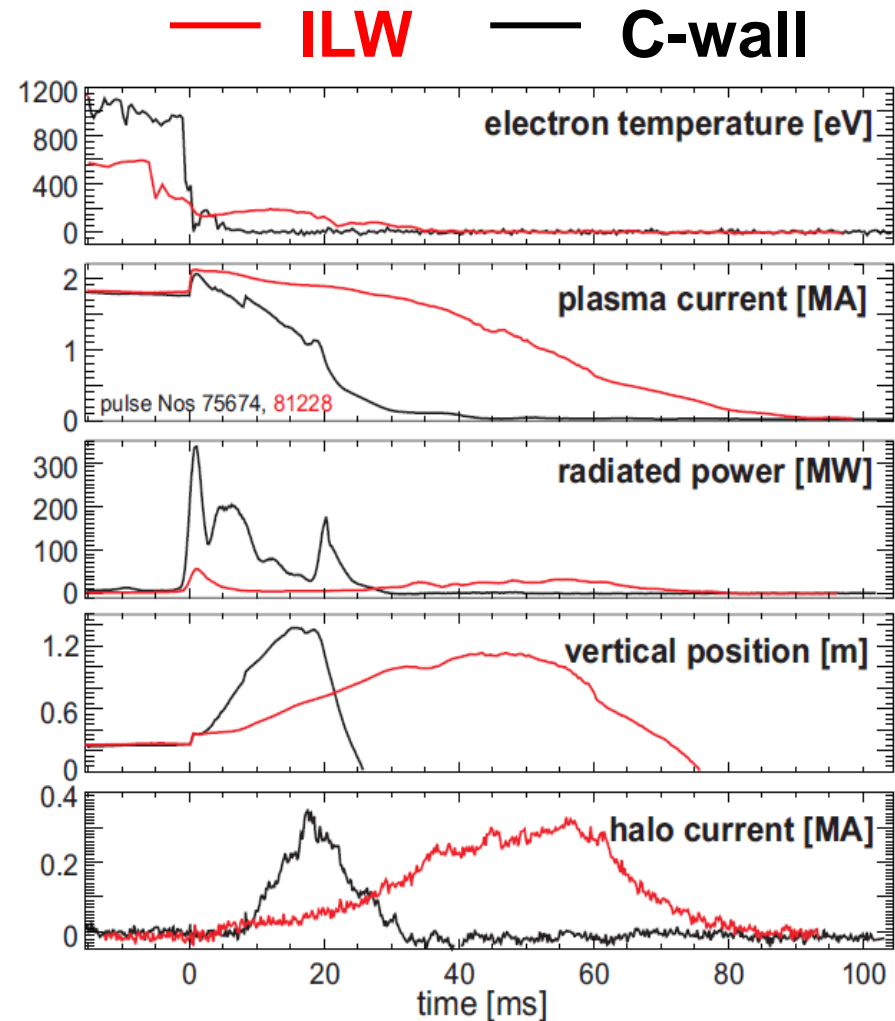 ILW C-wall
electron temperature [eV]
1200
800
400
0
plasma current [MA]
2
1
0
pulse Nos 75674, 81228
radiated power [MW]
300
200
100
0
vertical position [m]
1.2
0.6
0
halo current [MA]
0.4
0.2
0
0 20 40 60 80 100
time [ms]